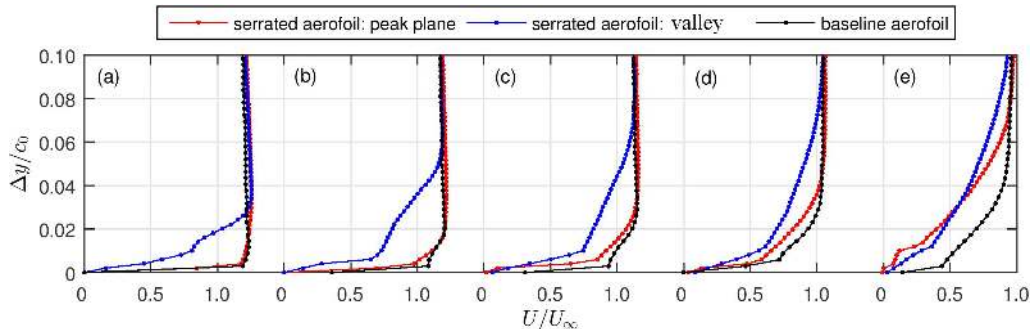 serrated aerofoil: peak plane serrated aerofoil: valley baseline aerofoil
(a) (b) (c) (d) (e)
0.10
0.08
0.06
0.04
0.02
0
Δy/c₀
0 0.5 1.0 0 0.5 1.0 0 0.5 1.0 0 0.5 1.0 0 0.5 1.0
U/U∞